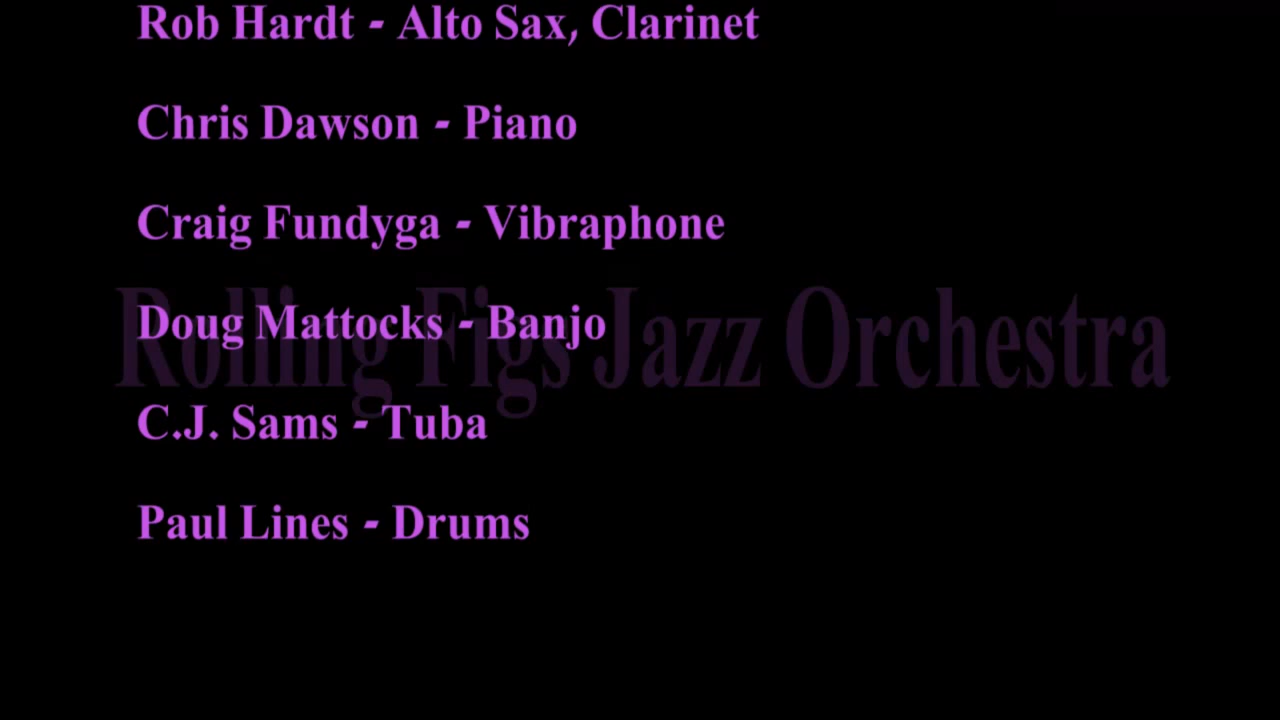 Rob Hardt - Alto Sax, Clarinet
Chris Dawson - Piano
Craig Fundyga - Vibraphone
Doug Mattocks - Banjo
Rolling Figs Jazz Orchestra
C.J. Sams - Tuba
Paul Lines - Drums